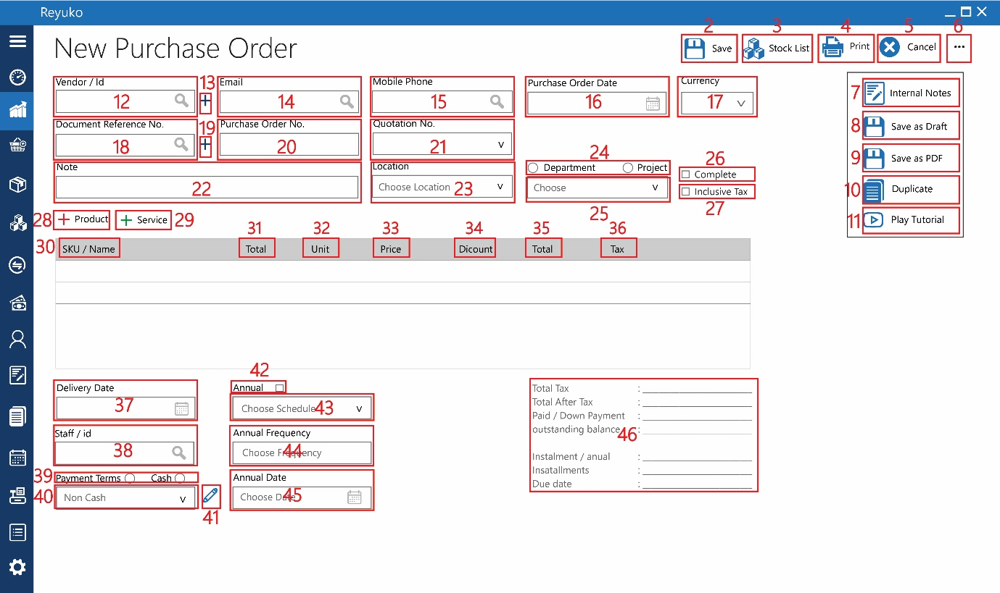 Reyuko
New Purchase Order
2 3 4 5 6
Save Stock List Print Cancel ...
Vendor / Id 13 Email Mobile Phone Purchase Order Date Currency
12 14 15 16 17
7 Internal Notes
Document Reference No. 19 Purchase Order No. Quotation No.
18 20 21
8 Save as Draft
24
9 Save as PDF
Note Location Department Project 26 Complete
22 Choose Location 23 Choose
25
Inclusive Tax 27
10 Duplicate
11 Play Tutorial
28 + Product + Service 29
31 32 33 34 35 36
30 SKU / Name Total Unit Price Dicount Total Tax
42
Delivery Date Annual
37 Choose Schedule 43
Staff / id Annual Frequency
38 Choose Frequency 44
39 Payment Terms Cash Annual Date
40 Non Cash 41 Choose Date 45
Total Tax :
Total After Tax :
Paid / Down Payment :
outstanding balance 46 :
Instalment / anual :
Insatallments :
Due date :